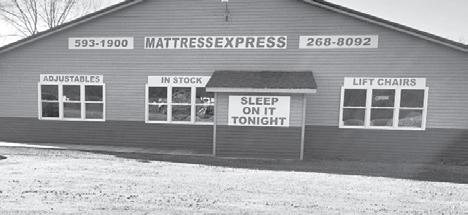 593-1900 MATTRESSEXPRESS 268-8092
ADJUSTABLES IN STOCK LIFT CHAIRS
SLEEP
ON IT
TONIGHT